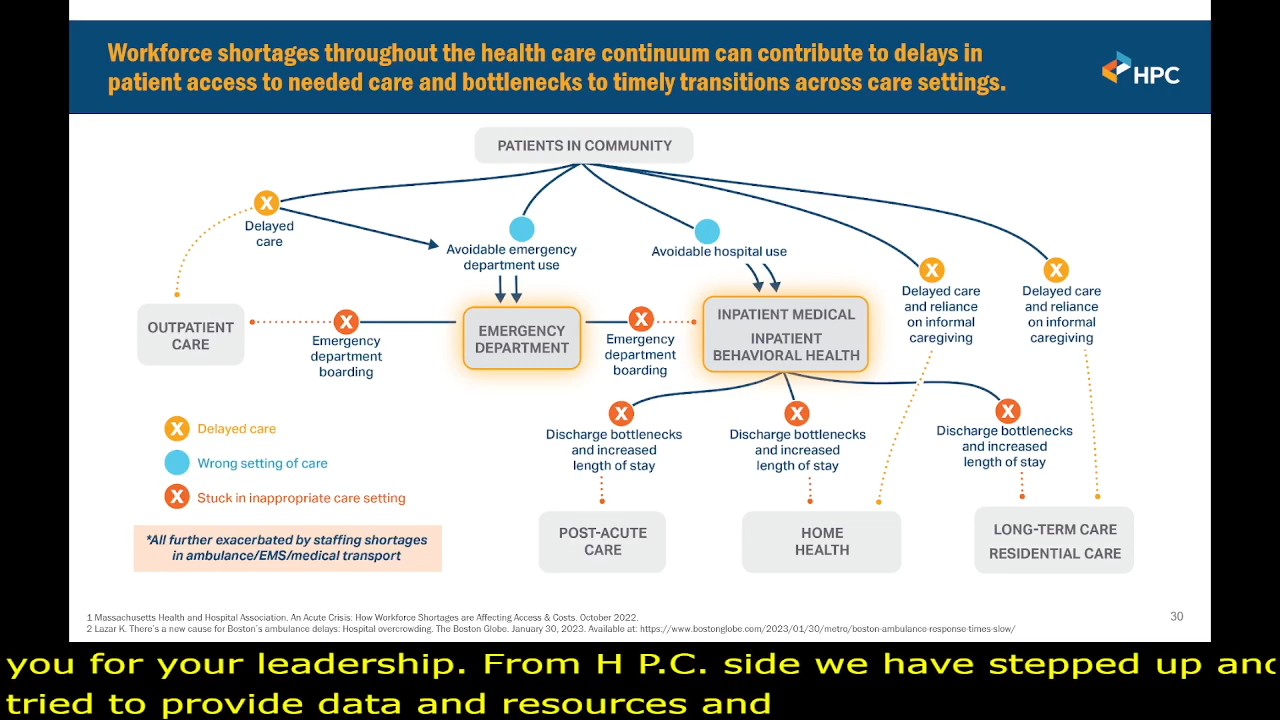 Workforce shortages throughout the health care continuum can contribute to delays in
patient access to needed care and bottlenecks to timely transitions across care settings.
HPC
PATIENTS IN COMMUNITY
X
Delayed
care
Avoidable emergency
department use
Avoidable hospital use
X
Delayed care
and reliance
on informal
caregiving
X
Delayed care
and reliance
on informal
caregiving
OUTPATIENT
CARE
X
Emergency
department
boarding
EMERGENCY
DEPARTMENT
X
Emergency
department
boarding
INPATIENT MEDICAL
INPATIENT
BEHAVIORAL HEALTH
X
Discharge bottlenecks
and increased
length of stay
X
Discharge bottlenecks
and increased
length of stay
X
Discharge bottlenecks
and increased
length of stay
X Delayed care
Wrong setting of care
X Stuck in inappropriate care setting
*All further exacerbated by staffing shortages
in ambulance/EMS/medical transport
POST-ACUTE
CARE
HOME
HEALTH
LONG-TERM CARE
RESIDENTIAL CARE
1 Massachusetts Health and Hospital Association. An Acute Crisis: How Workforce Shortages are Affecting Access & Costs. October 2022.
2 Lazar K. There's a new cause for Boston's ambulance delays: Hospital overcrowding. The Boston Globe. January 30, 2023. Available at: https://www.bostonglobe.com/2023/01/30/metro/boston-ambulance-response-times-slow/
30
you for your leadership. From H P.C. side we have stepped up and
tried to provide data and resources and